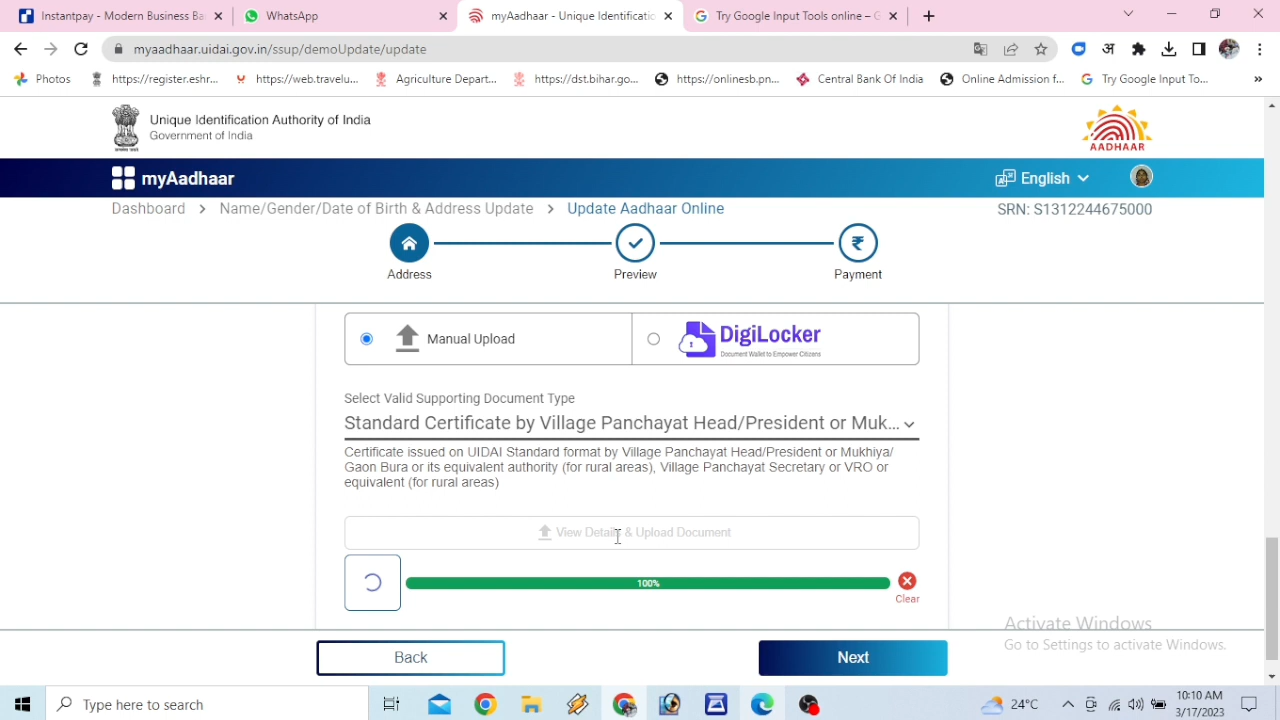 InstantPay - Smart Ba
WhatsApp
myAadhaar - Unique Identificatio
Try Google Input Tools online – G
myaadhaar.uidai.gov.in/ssup/demoUpdate/update
अ
Photos
https://register.eshr...
https://web.travelu...
Agriculture Depart...
https://dst.bihar.go...
https://onlinesb.pn...
Central Bank Of India
Online Admission f...
Try Google Input To...
»
Unique Identification Authority of India
Government of India
AADHAAR
myAadhaar
English
Dashboard > Name/Gender/Date of Birth & Address Update > Update Aadhaar Online
SRN: S1312244675000
₹
Address
Preview
Payment
Manual Upload
DigiLocker
Document Wallet to Empower Citizens
Select Valid Supporting Document Type
Standard Certificate by Village Panchayat Head/President or Muk...
Certificate issued on UIDAI Standard format by Village Panchayat Head/President or Mukhiya/
Gaon Bura or its equivalent authority (for rural areas), Village Panchayat Secretary or VRO or
equivalent (for rural areas)
View Details & Upload Document
100%
Clear
Activate Windows
Go to Settings to activate Windows.
Back
Next
Type here to search
24°C
10:10 AM
3/17/2023